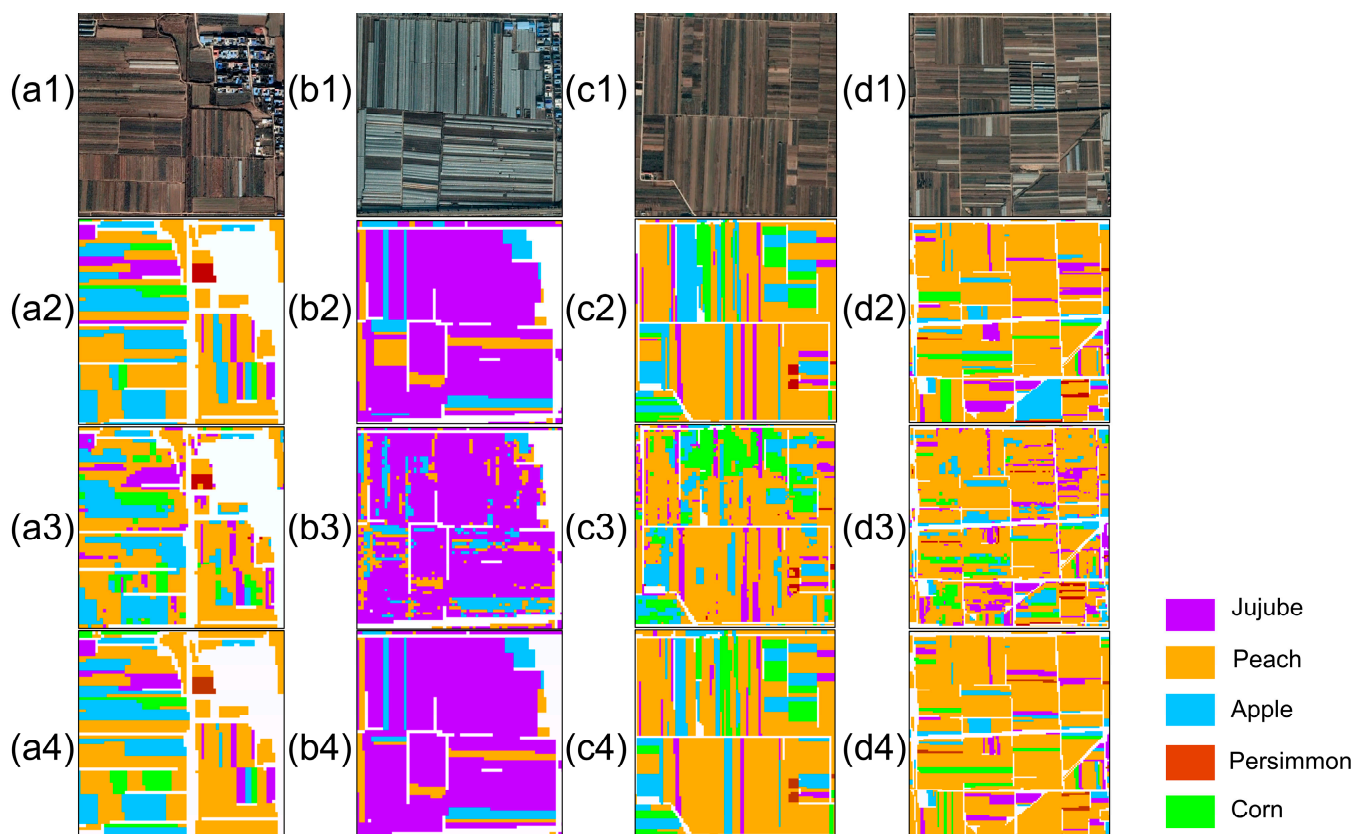 (a1) (b1) (c1) (d1)
(a2) (b2) (c2) (d2)
(a3) (b3) (c3) (d3)
(a4) (b4) (c4) (d4)
Jujube
Peach
Apple
Persimmon
Corn